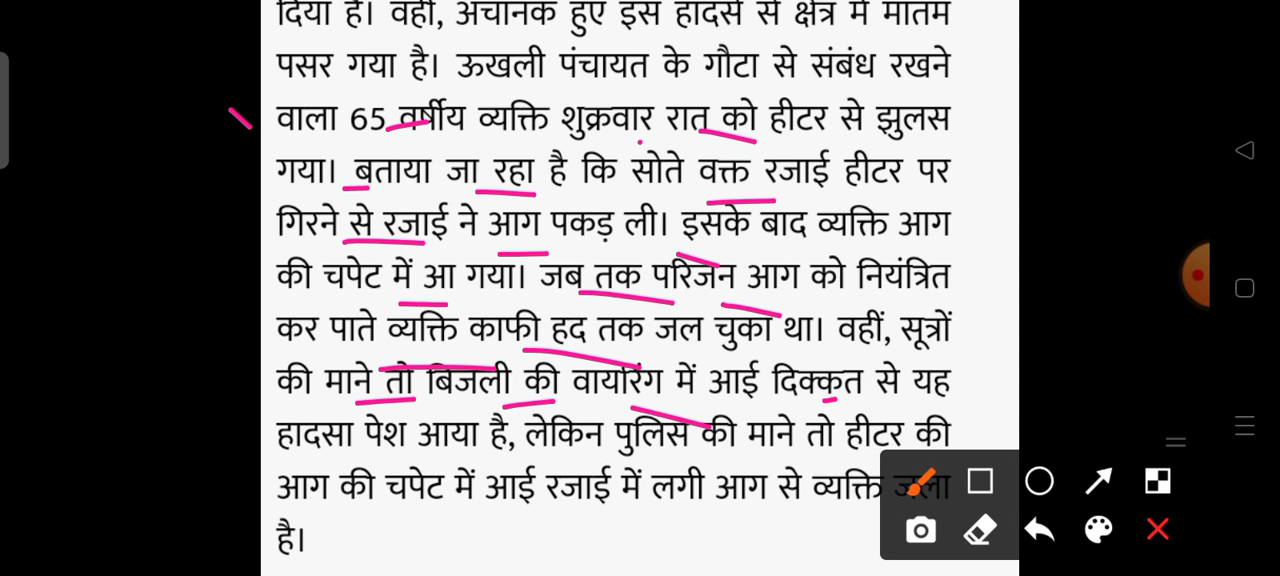 दिया है। वहीं, अचानक हुए इस हादसे से क्षेत्र में मातम
पसर गया है। ऊखली पंचायत के गौटा से संबंध रखने
वाला 65 वर्षीय व्यक्ति शुक्रवार रात को हीटर से झुलस
गया। बताया जा रहा है कि सोते वक्त रजाई हीटर पर
गिरने से रजाई ने आग पकड़ ली। इसके बाद व्यक्ति आग
की चपेट में आ गया। जब तक परिजन आग को नियंत्रित
कर पाते व्यक्ति काफी हद तक जल चुका था। वहीं, सूत्रों
की माने तो बिजली की वायरिंग में आई दिक्कत से यह
हादसा पेश आया है, लेकिन पुलिस की माने तो हीटर की
आग की चपेट में आई रजाई में लगी आग से व्यक्ति जला
है।